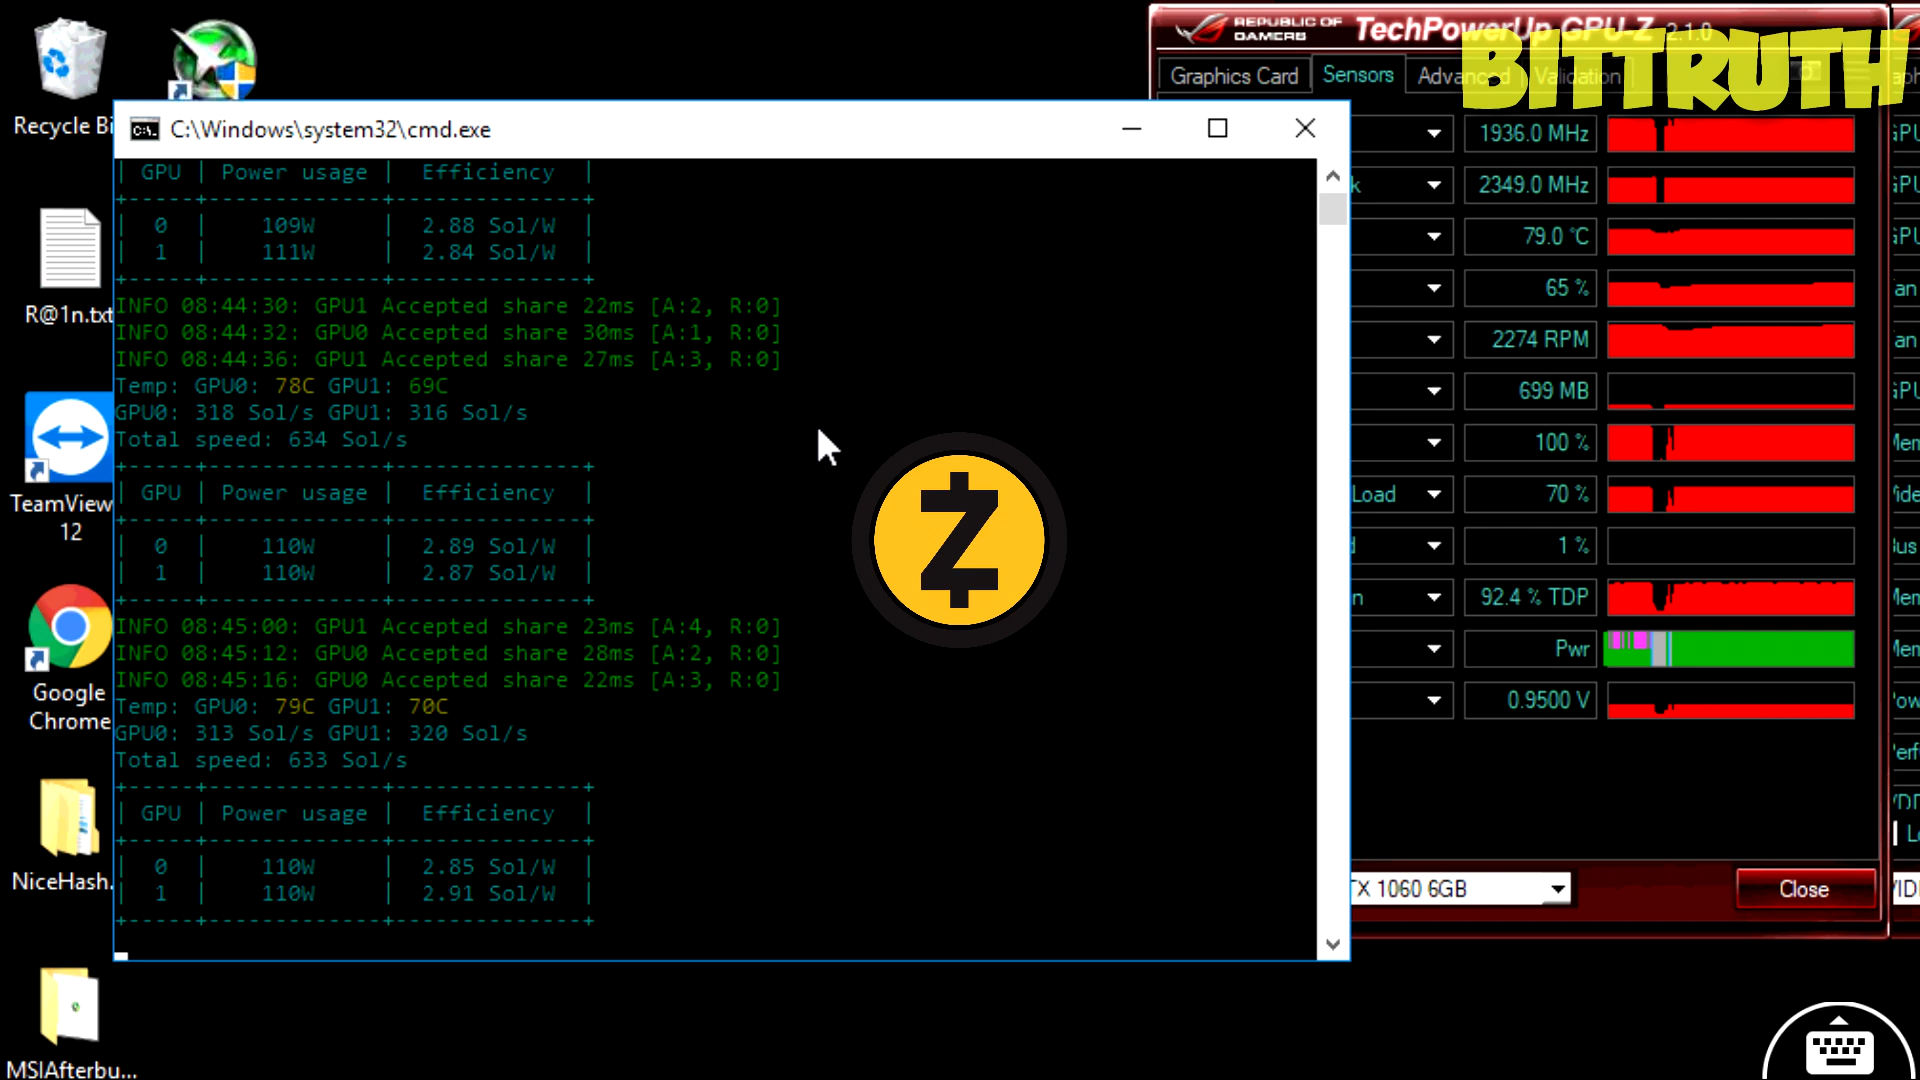 Recycle Bi
R@1n.txt
TeamView
12
Google
Chrome
NiceHash.
MSIAfterbu...
C:\Windows\system32\cmd.exe
| GPU | Power usage | Efficiency |
+-----+-------------+--------------+
| 0 | 109W | 2.88 Sol/W |
| 1 | 111W | 2.84 Sol/W |
+-----+-------------+--------------+
INFO 08:44:30: GPU1 Accepted share 22ms [A:2, R:0]
INFO 08:44:32: GPU0 Accepted share 30ms [A:1, R:0]
INFO 08:44:36: GPU1 Accepted share 27ms [A:3, R:0]
Temp: GPU0: 78C GPU1: 69C
GPU0: 318 Sol/s GPU1: 316 Sol/s
Total speed: 634 Sol/s
+-----+-------------+--------------+
| GPU | Power usage | Efficiency |
+-----+-------------+--------------+
| 0 | 110W | 2.89 Sol/W |
| 1 | 110W | 2.87 Sol/W |
+-----+-------------+--------------+
INFO 08:45:00: GPU1 Accepted share 23ms [A:4, R:0]
INFO 08:45:12: GPU0 Accepted share 28ms [A:2, R:0]
INFO 08:45:16: GPU0 Accepted share 22ms [A:3, R:0]
Temp: GPU0: 79C GPU1: 70C
GPU0: 313 Sol/s GPU1: 320 Sol/s
Total speed: 633 Sol/s
+-----+-------------+--------------+
| GPU | Power usage | Efficiency |
+-----+-------------+--------------+
| 0 | 110W | 2.85 Sol/W |
| 1 | 110W | 2.91 Sol/W |
+-----+-------------+--------------+
REPUBLIC OF
GAMERS
TechPowerUp GPU-Z 2.1.0
BITTRUTH
Graphics Card Sensors Advanced Validation
1936.0 MHz
k 2349.0 MHz
79.0 °C
65 %
2274 RPM
699 MB
100 %
Load 70 %
d 1 %
n 92.4 % TDP
Pwr
0.9500 V
TX 1060 6GB
Close